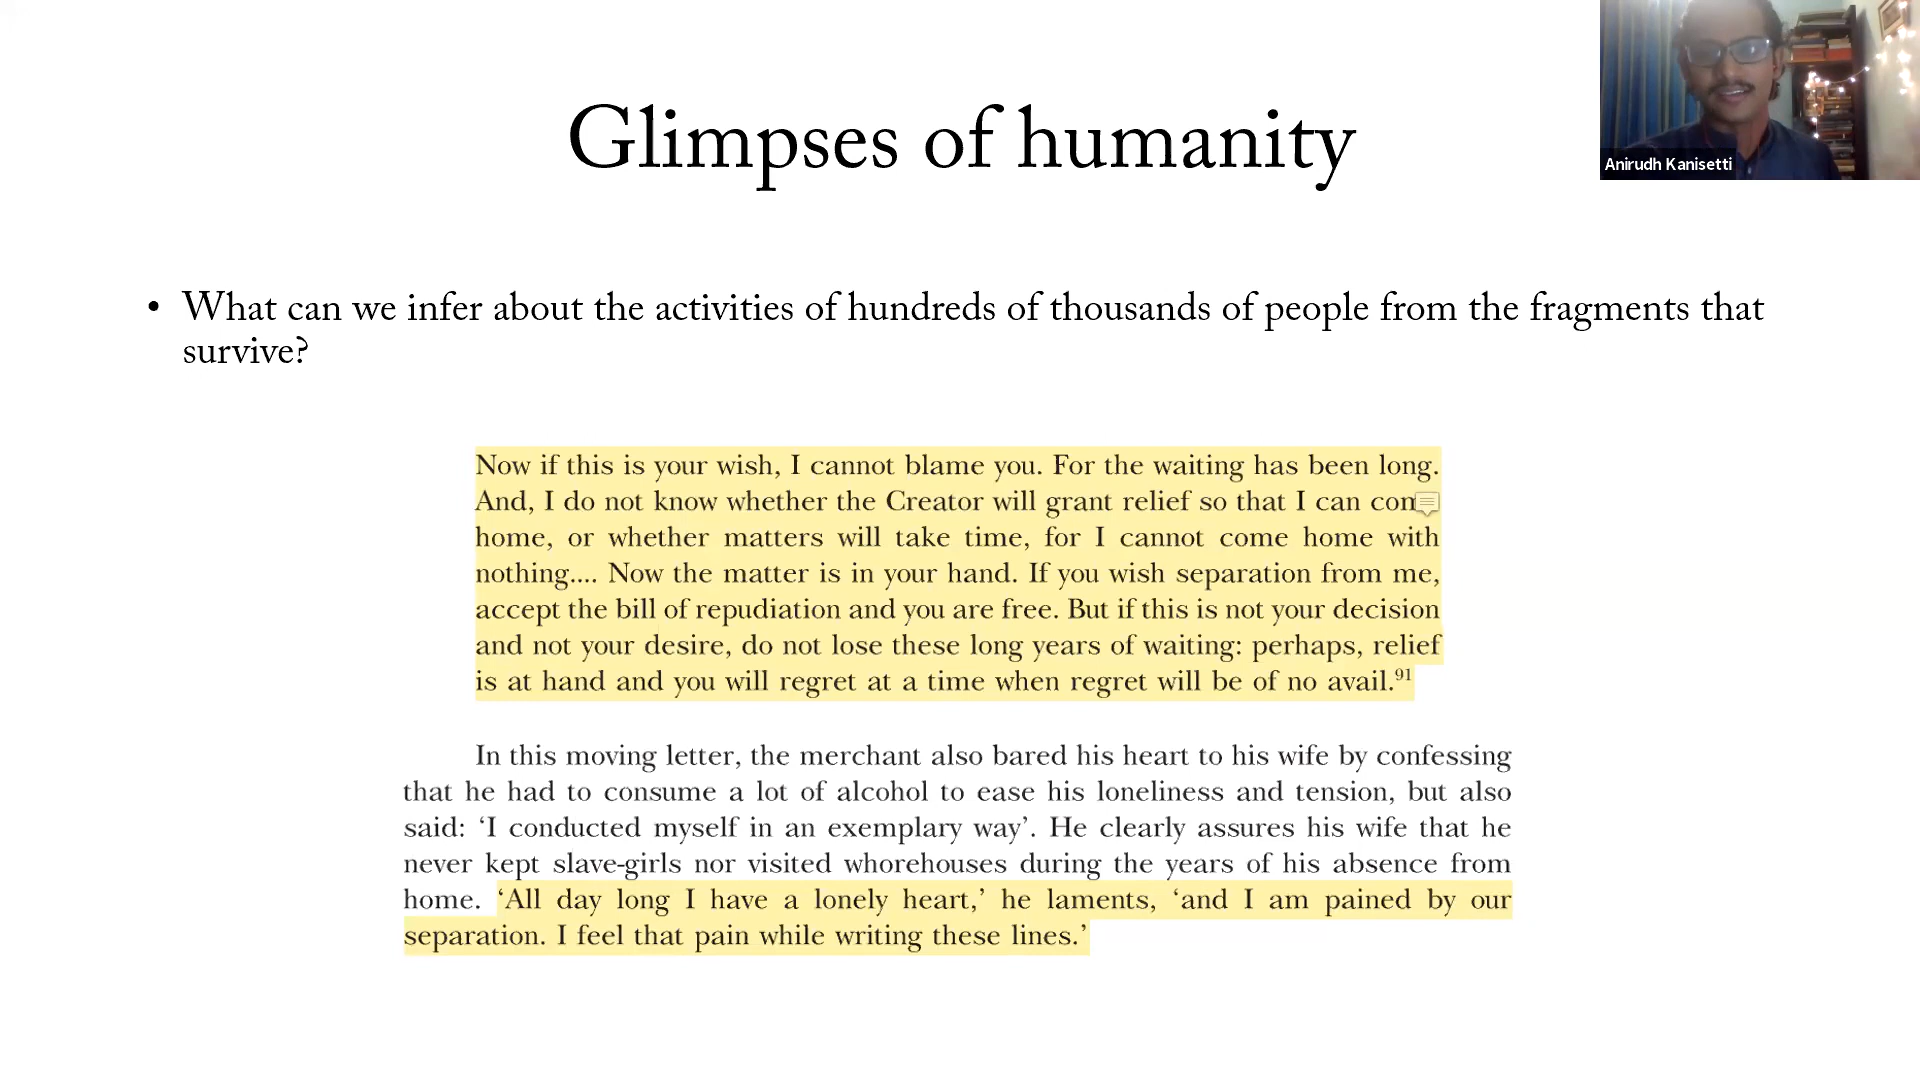 Glimpses of humanity
Anirudh Kanisetti
• What can we infer about the activities of hundreds of thousands of people from the fragments that
survive?
Now if this is your wish, I cannot blame you. For the waiting has been long.
And, I do not know whether the Creator will grant relief so that I can com
home, or whether matters will take time, for I cannot come home with
nothing.... Now the matter is in your hand. If you wish separation from me,
accept the bill of repudiation and you are free. But if this is not your decision
and not your desire, do not lose these long years of waiting: perhaps, relief
is at hand and you will regret at a time when regret will be of no avail.91
In this moving letter, the merchant also bared his heart to his wife by confessing
that he had to consume a lot of alcohol to ease his loneliness and tension, but also
said: ‘I conducted myself in an exemplary way’. He clearly assures his wife that he
never kept slave-girls nor visited whorehouses during the years of his absence from
home. ‘All day long I have a lonely heart,’ he laments, ‘and I am pained by our
separation. I feel that pain while writing these lines.’